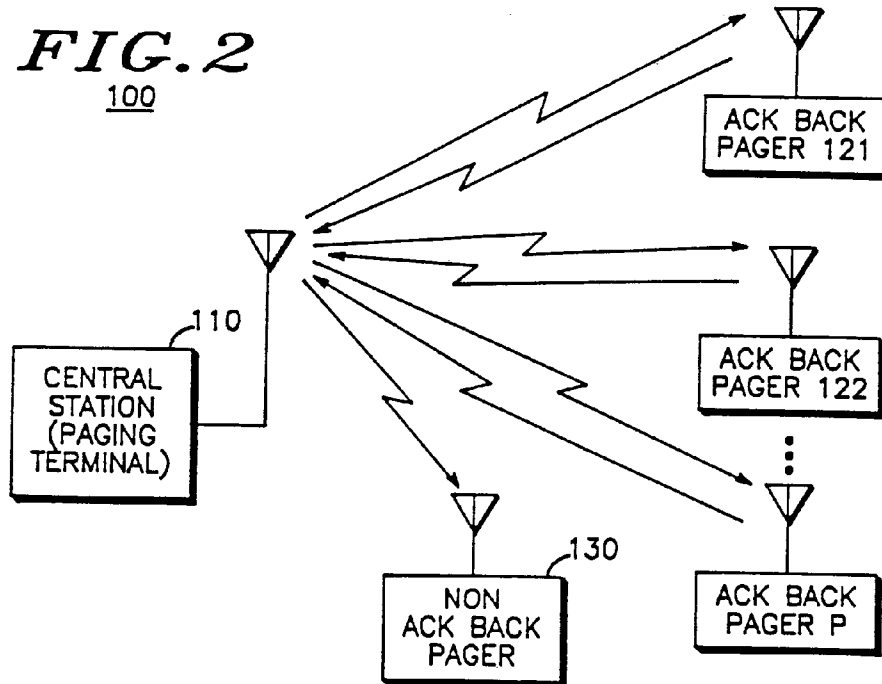 FIG.2
100
ACK BACK
PAGER 121
110
CENTRAL
STATION
(PAGING
TERMINAL)
ACK BACK
PAGER 122
130
NON
ACK BACK
PAGER
ACK BACK
PAGER P